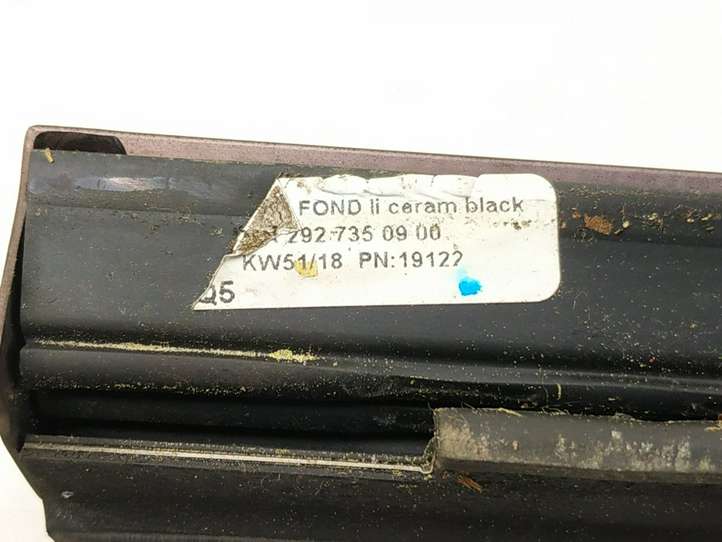 FOND li ceram black
292 735 09 00
KW51/18 PN:19122
Q5